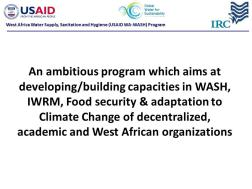 USAID
FROM THE AMERICAN PEOPLE
Global
Water for
Sustainability
IRC
West Africa Water Supply, Sanitation and Hygiene (USAID WA-WASH) Program
An ambitious program which aims at
developing/building capacities in WASH,
IWRM, Food security & adaptation to
Climate Change of decentralized,
academic and West African organizations